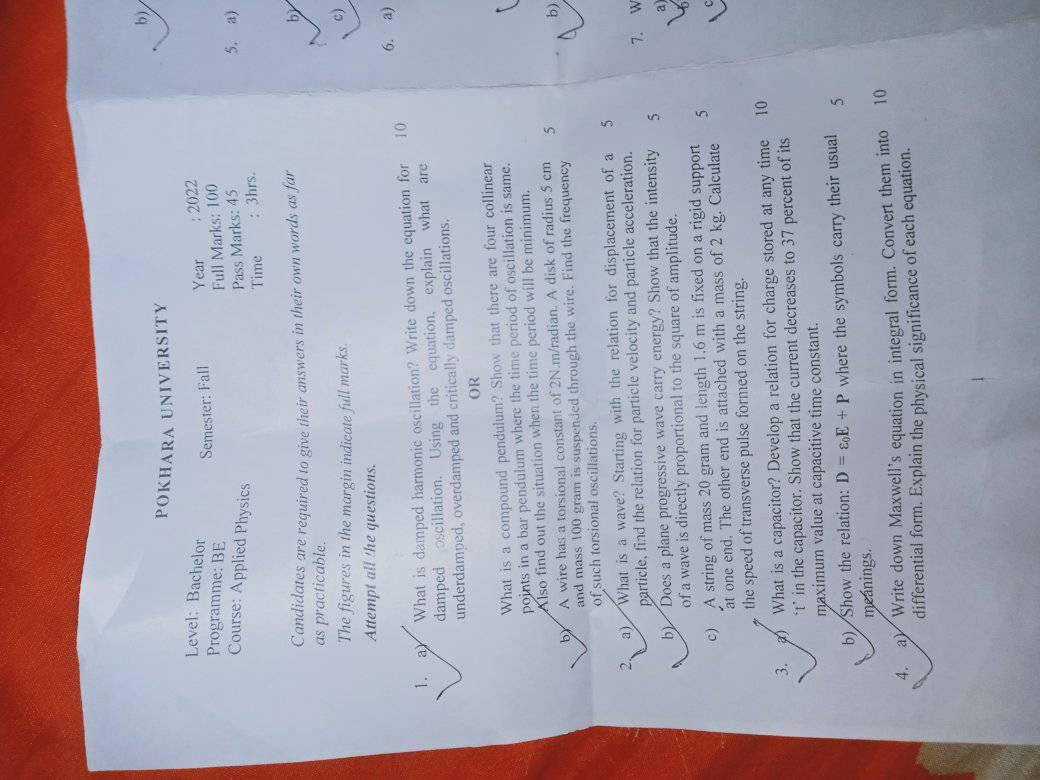 POKHARA UNIVERSITY
Level: Bachelor Semester: Fall Year : 2022
Programme: BE Full Marks: 100
Course: Applied Physics Pass Marks: 45
Time : 3hrs.
Candidates are required to give their answers in their own words as far
as practicable.
The figures in the margin indicate full marks.
Attempt all the questions.
1. a) What is damped harmonic oscillation? Write down the equation for 10
damped oscillation. Using the equation, explain what are
underdamped, overdamped and critically damped oscillations.
OR
What is a compound pendulum? Show that there are four collinear
points in a bar pendulum where the time period of oscillation is same.
Also find out the situation when the time period will be minimum.
b) A wire has a torsional constant of 2N.m/radian. A disk of radius 5 cm 5
and mass 100 gram is suspended through the wire. Find the frequency
of such torsional oscillations.
2. a) What is a wave? Starting with the relation for displacement of a 5
particle, find the relation for particle velocity and particle acceleration.
b) Does a plane progressive wave carry energy? Show that the intensity 5
of a wave is directly proportional to the square of amplitude.
c) A string of mass 20 gram and length 1.6 m is fixed on a rigid support 5
at one end. The other end is attached with a mass of 2 kg. Calculate
the speed of transverse pulse formed on the string.
3. a) What is a capacitor? Develop a relation for charge stored at any time 10
't' in the capacitor. Show that the current decreases to 37 percent of its
maximum value at capacitive time constant.
b) Show the relation: D = ε₀E + P where the symbols carry their usual 5
meanings.
4. a) Write down Maxwell's equation in integral form. Convert them into 10
differential form. Explain the physical significance of each equation.
1
b)
5. a)
b)
c)
6. a)
b)
7. W
a)
b)
c